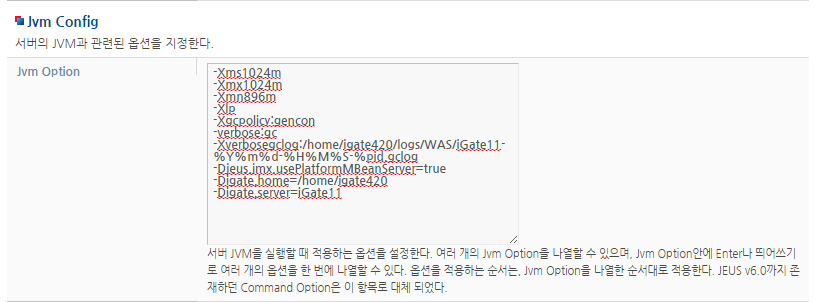 Jvm Config
서버의 JVM과 관련된 옵션을 지정한다.
Jvm Option
-Xms1024m
-Xmx1024m
-Xmn896m
-Xlp
-Xgcpolicy:gencon
-verbose:gc
-Xverbosegclog:/home/igate420/logs/WAS/iGate11-
%Y%m%d-%H%M%S-%pid.gclog
-Djeus.jmx.usePlatformMBeanServer=true
-Digate.home=/home/igate420
-Digate.server=iGate11
서버 JVM을 실행할 때 적용하는 옵션을 설정한다. 여러 개의 Jvm Option을 나열할 수 있으며, Jvm Option안에 Enter나 띄어쓰기
로 여러 개의 옵션을 한 번에 나열할 수 있다. 옵션을 적용하는 순서는, Jvm Option을 나열한 순서대로 적용한다. JEUS v6.0까지 존
재하던 Command Option은 이 항목로 대체 되었다.